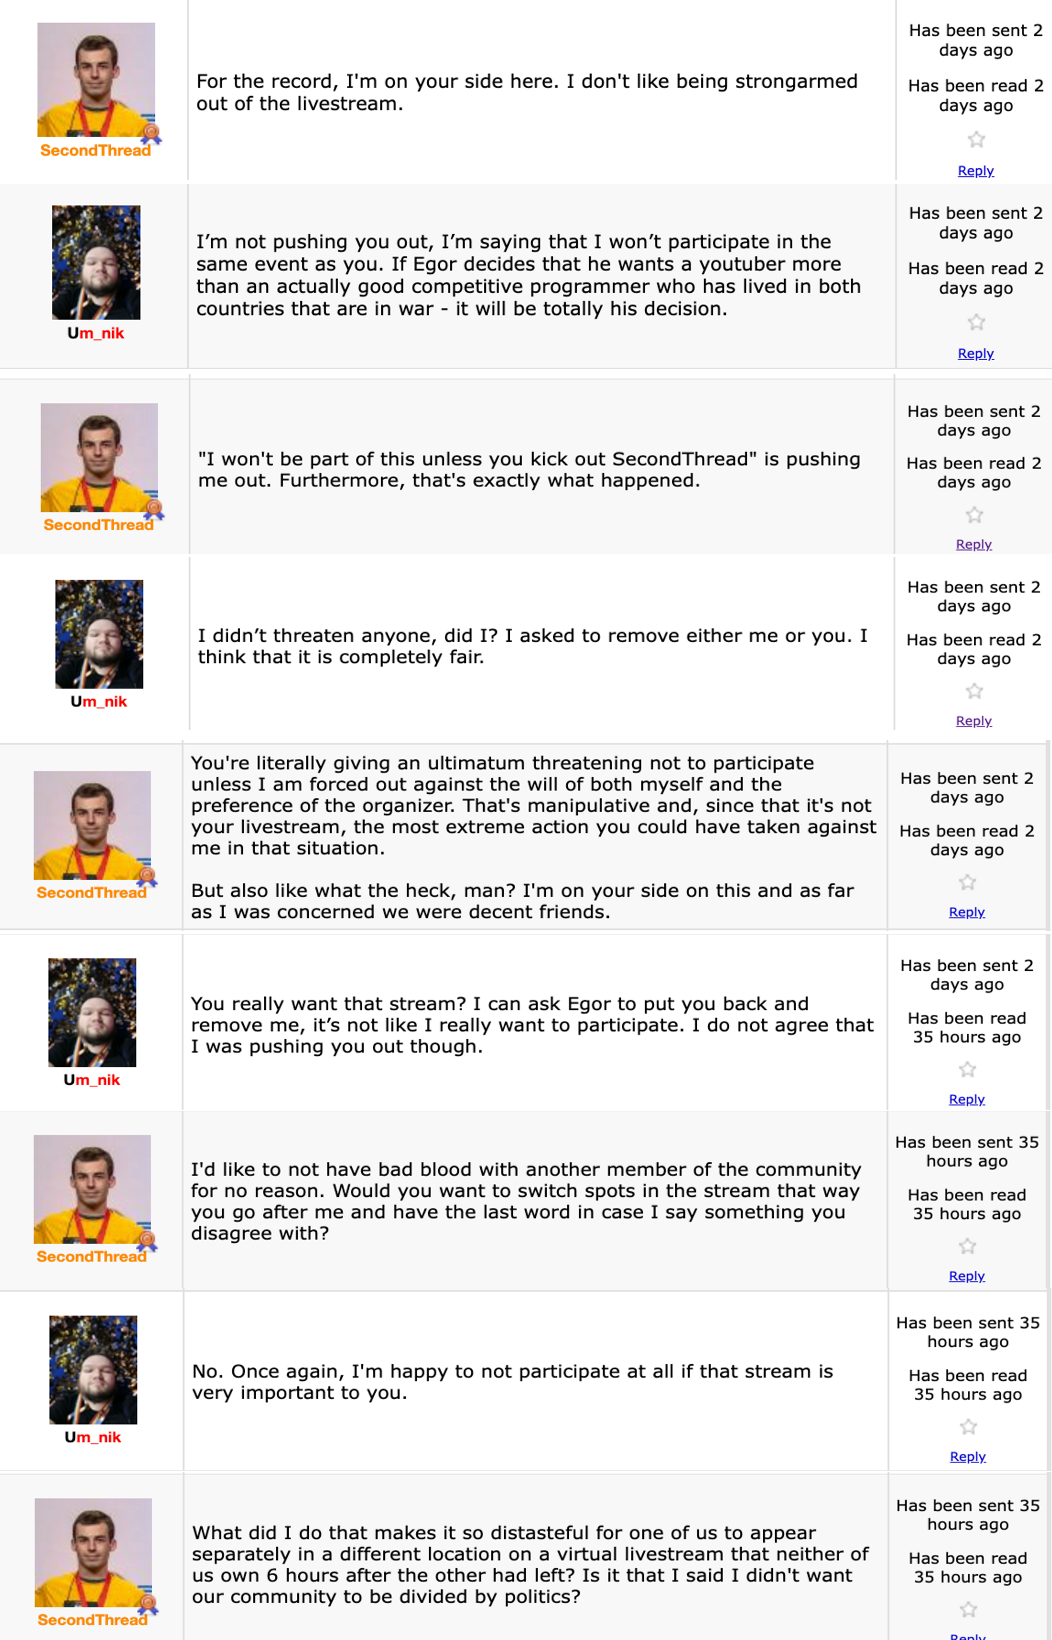 For the record, I'm on your side here. I don't like being strongarmed
out of the livestream.
SecondThread
Has been sent 2
days ago
Has been read 2
days ago
Reply
I’m not pushing you out, I’m saying that I won’t participate in the
same event as you. If Egor decides that he wants a youtuber more
than an actually good competitive programmer who has lived in both
countries that are in war - it will be totally his decision.
Um_nik
Has been sent 2
days ago
Has been read 2
days ago
Reply
"I won't be part of this unless you kick out SecondThread" is pushing
me out. Furthermore, that's exactly what happened.
SecondThread
Has been sent 2
days ago
Has been read 2
days ago
Reply
I didn’t threaten anyone, did I? I asked to remove either me or you. I
think that it is completely fair.
Um_nik
Has been sent 2
days ago
Has been read 2
days ago
Reply
You're literally giving an ultimatum threatening not to participate
unless I am forced out against the will of both myself and the
preference of the organizer. That's manipulative and, since that it's not
your livestream, the most extreme action you could have taken against
me in that situation.
But also like what the heck, man? I'm on your side on this and as far
as I was concerned we were decent friends.
SecondThread
Has been sent 2
days ago
Has been read 2
days ago
Reply
You really want that stream? I can ask Egor to put you back and
remove me, it’s not like I really want to participate. I do not agree that
I was pushing you out though.
Um_nik
Has been sent 2
days ago
Has been read
35 hours ago
Reply
I'd like to not have bad blood with another member of the community
for no reason. Would you want to switch spots in the stream that way
you go after me and have the last word in case I say something you
disagree with?
SecondThread
Has been sent 35
hours ago
Has been read
35 hours ago
Reply
No. Once again, I'm happy to not participate at all if that stream is
very important to you.
Um_nik
Has been sent 35
hours ago
Has been read
35 hours ago
Reply
What did I do that makes it so distasteful for one of us to appear
separately in a different location on a virtual livestream that neither of
us own 6 hours after the other had left? Is it that I said I didn't want
our community to be divided by politics?
SecondThread
Has been sent 35
hours ago
Has been read
35 hours ago
Reply